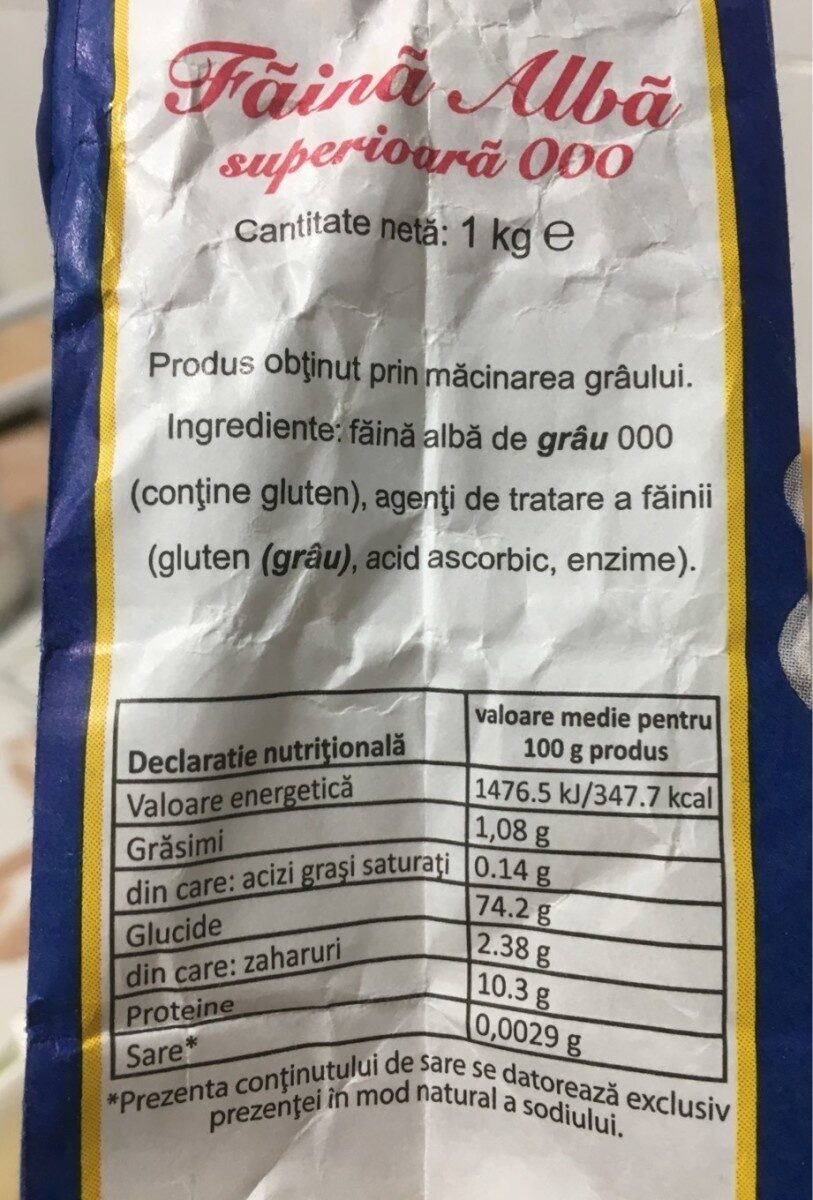 Făină Albă
superioară 000
Cantitate netă: 1 kg e
Produs obţinut prin măcinarea grâului.
Ingrediente: făină albă de grâu 000
(conţine gluten), agenţi de tratare a făinii
(gluten (grâu), acid ascorbic, enzime).
Declaratie nutriţională valoare medie pentru
100 g produs
Valoare energetică 1476.5 kJ/347.7 kcal
Grăsimi 1,08 g
din care: acizi graşi saturaţi 0.14 g
Glucide 74.2 g
din care: zaharuri 2.38 g
Proteine 10.3 g
Sare* 0,0029 g
*Prezenta conţinutului de sare se datorează exclusiv
prezenţei în mod natural a sodiului.